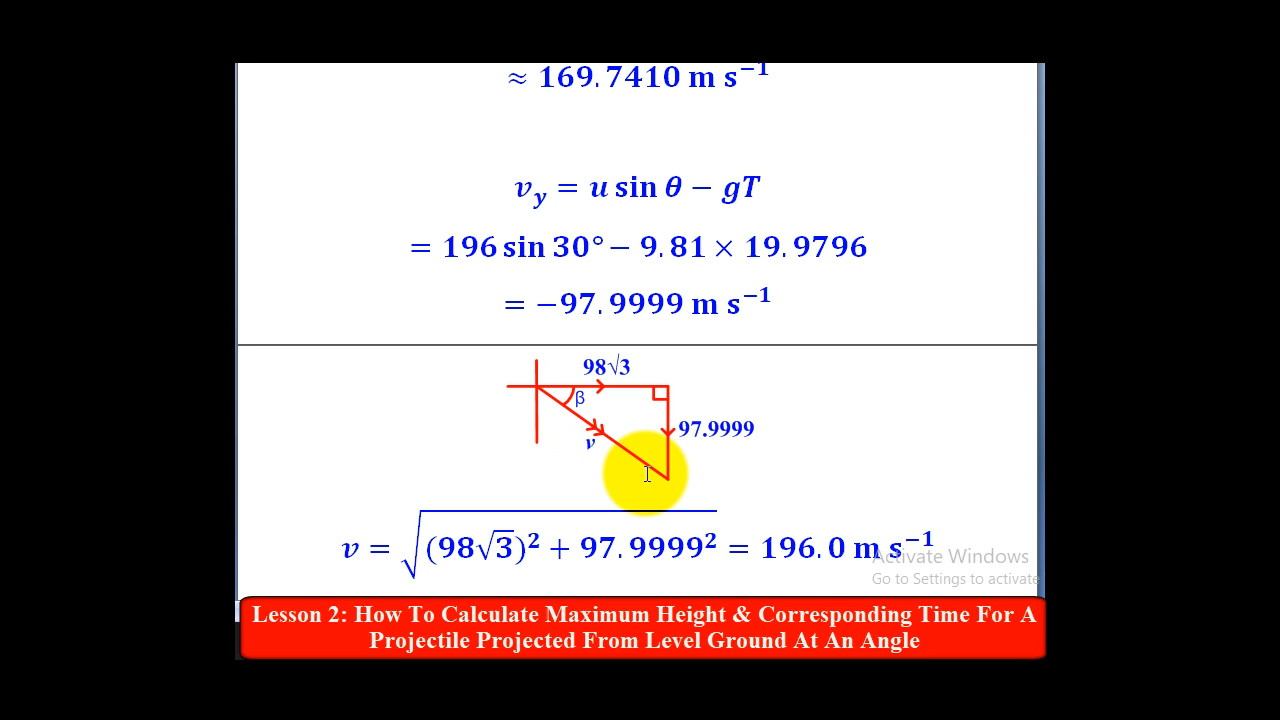 ≈ 169.7410 m s⁻¹
v_y = u sin θ − gT
= 196 sin 30° − 9.81 × 19.9796
= −97.9999 m s⁻¹
98√3
β
97.9999
v
v = √((98√3)² + 97.9999²) = 196.0 m s⁻¹
Activate Windows
Go to Settings to activate
Lesson 2: How To Calculate Maximum Height & Corresponding Time For A
Projectile Projected From Level Ground At An Angle